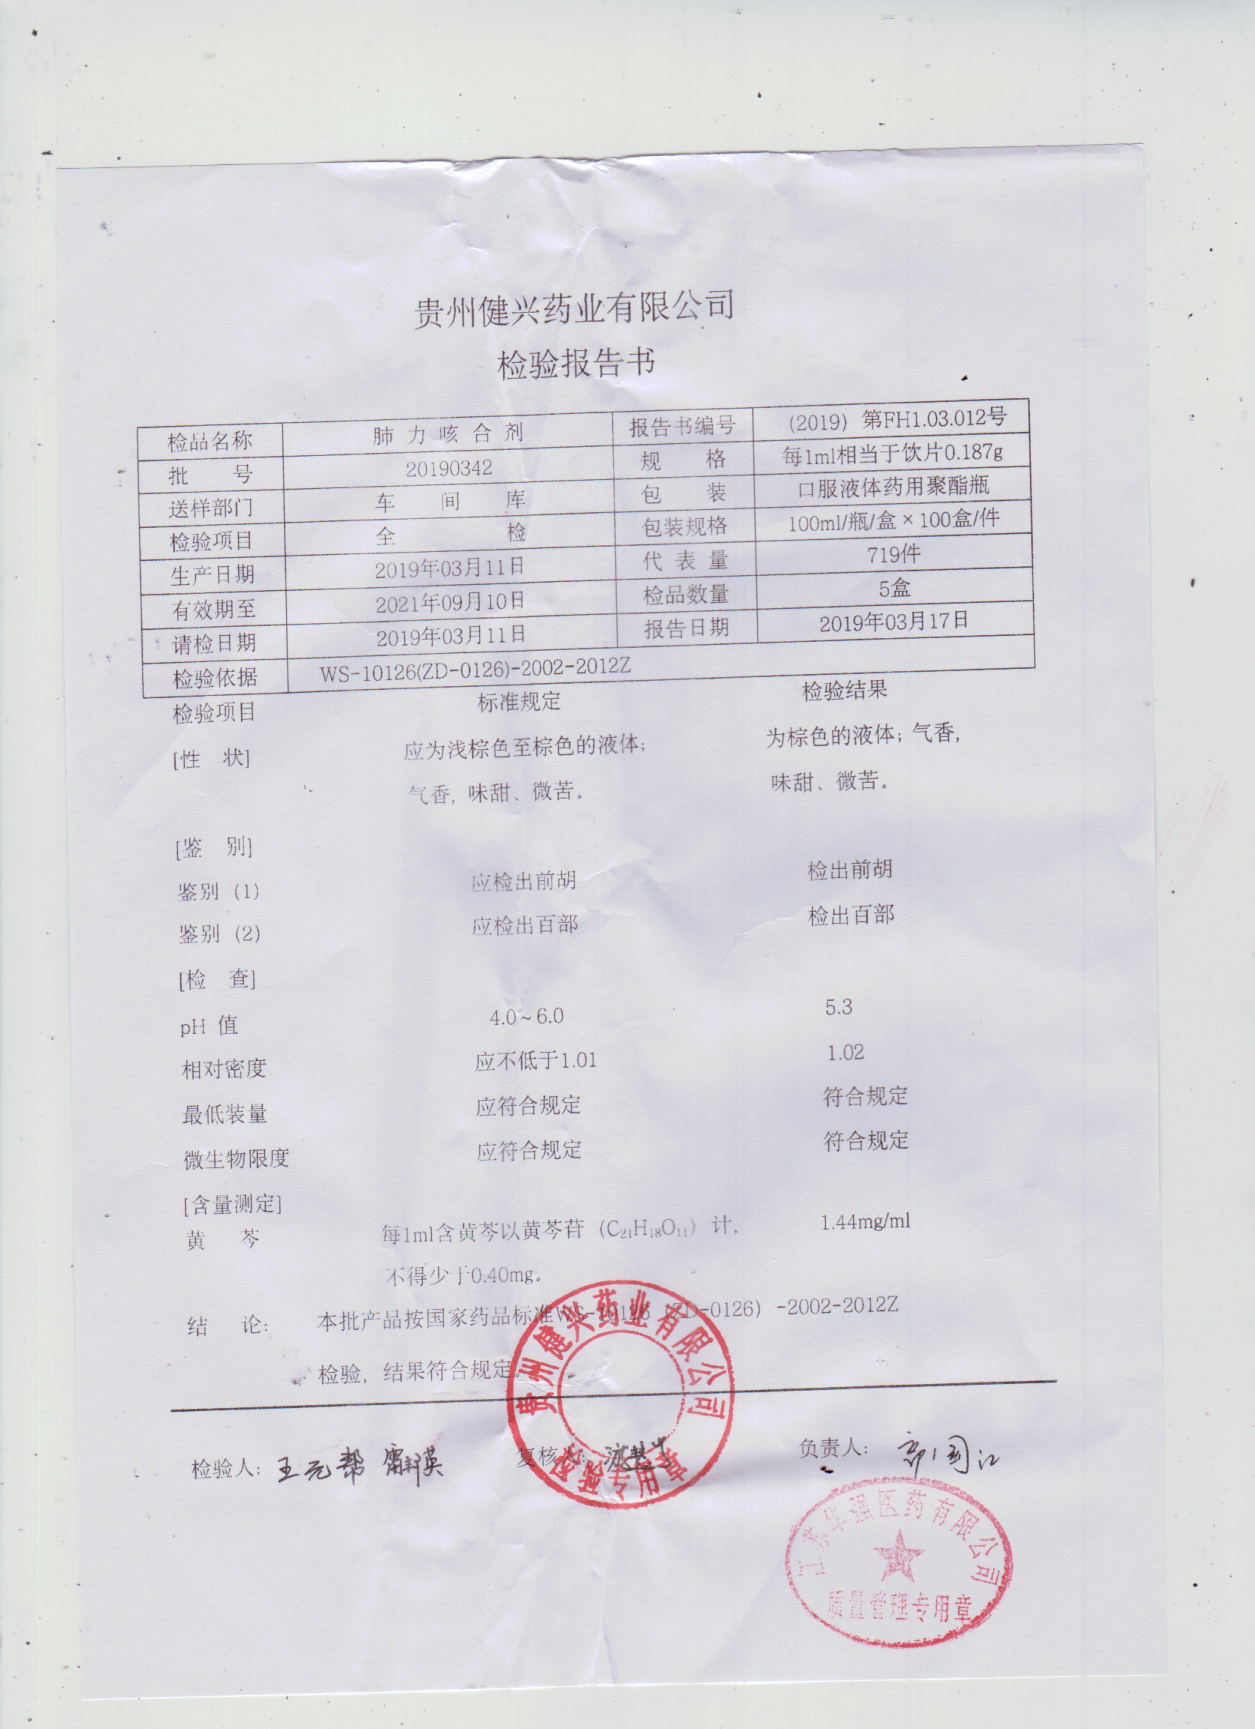 贵州健兴药业有限公司
检验报告书
检品名称 肺力咳合剂 报告书编号 (2019) 第FH1.03.012号
批 号 20190342 规 格 每1ml相当于饮片0.187g
送样部门 车 间 库 包 装 口服液体药用聚酯瓶
检验项目 全 检 包装规格 100ml/瓶/盒×100盒/件
生产日期 2019年03月11日 代 表 量 719件
有效期至 2021年09月10日 检品数量 5盒
请检日期 2019年03月11日 报告日期 2019年03月17日
检验依据 WS-10126(ZD-0126)-2002-2012Z
检验项目 标准规定 检验结果
[性 状] 应为浅棕色至棕色的液体; 为棕色的液体; 气香,
气香, 味甜、微苦。 味甜、微苦。
[鉴 别]
鉴别 (1) 应检出前胡 检出前胡
鉴别 (2) 应检出百部 检出百部
[检 查]
pH 值 4.0~6.0 5.3
相对密度 应不低于1.01 1.02
最低装量 应符合规定 符合规定
微生物限度 应符合规定 符合规定
[含量测定]
黄 芩 每1ml含黄芩以黄芩苷 (C₂₁H₁₈O₁₁) 计, 1.44mg/ml
不得少于0.40mg。
结 论: 本批产品按国家药品标准WS-10126 (ZD-0126) -2002-2012Z
检验, 结果符合规定。
贵州健兴药业有限公司
专用章
检验人: 王元帮
复核人:
负责人:
江苏华强医药有限公司
质量管理专用章